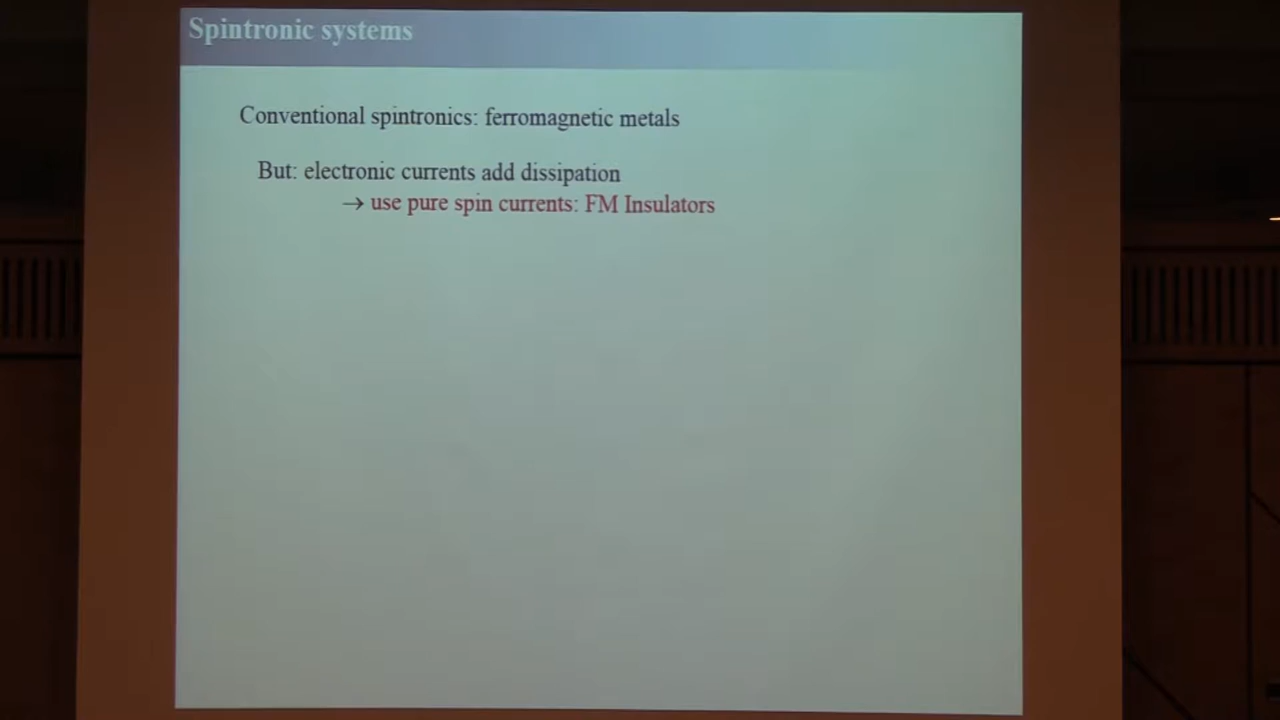 Spintronic systems
Conventional spintronics: ferromagnetic metals
But: electronic currents add dissipation
→ use pure spin currents: FM Insulators